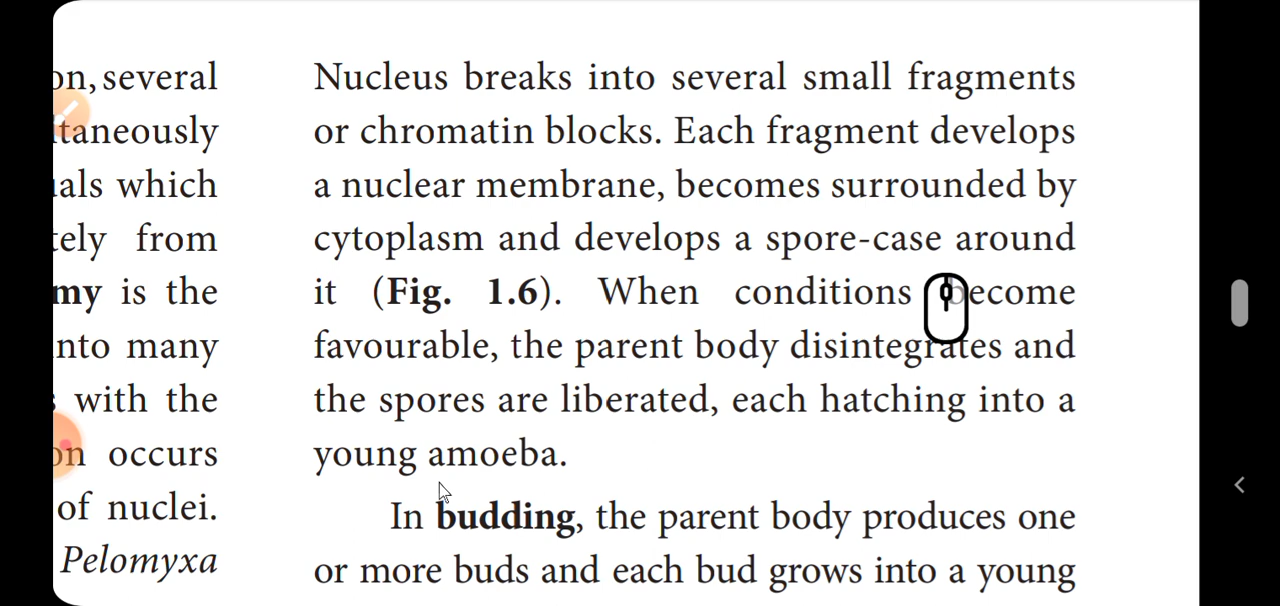 on, several
taneously
als which
tely from
my is the
nto many
with the
on occurs
of nuclei.
Pelomyxa
Nucleus breaks into several small fragments
or chromatin blocks. Each fragment develops
a nuclear membrane, becomes surrounded by
cytoplasm and develops a spore-case around
it (Fig. 1.6). When conditions become
favourable, the parent body disintegrates and
the spores are liberated, each hatching into a
young amoeba.
In budding, the parent body produces one
or more buds and each bud grows into a young